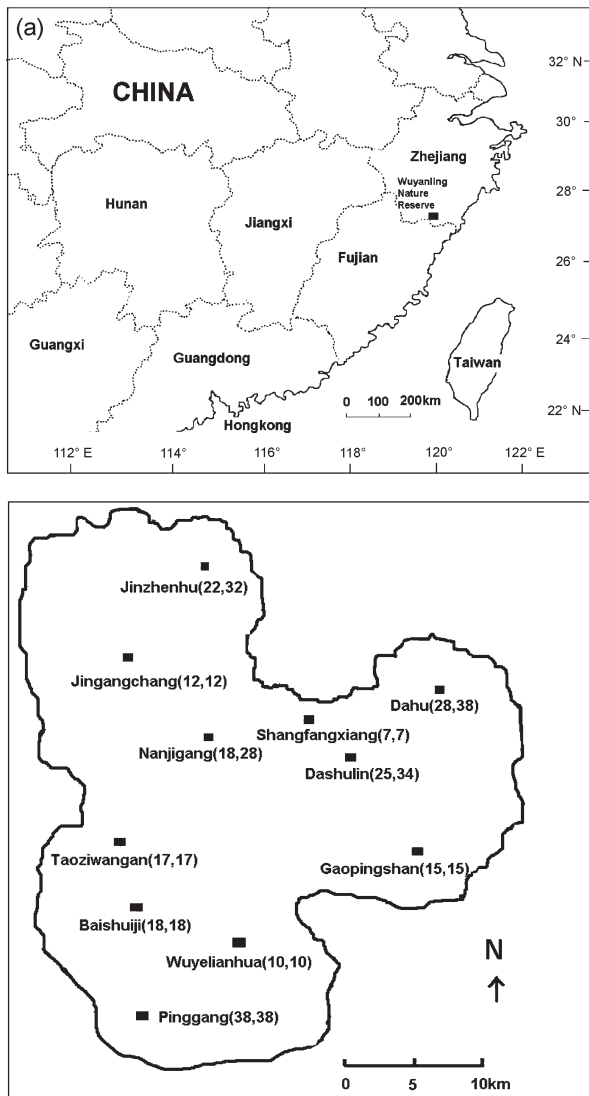 (a)
32° N
CHINA
30°
Zhejiang
Wuyanling
Nature
Reserve
28°
Hunan
Jiangxi
Fujian
26°
Guangxi
Guangdong
24°
Taiwan
0 100 200km
22° N
Hongkong
112° E 114° 116° 118° 120° 122° E
Jinzhenhu(22,32)
Jingangchang(12,12)
Dahu(28,38)
Shangfangxiang(7,7)
Nanjigang(18,28)
Dashulin(25,34)
Taoziwangan(17,17)
Gaopingshan(15,15)
Baishuiji(18,18)
Wuyelianhua(10,10)
N
Pinggang(38,38)
0 5 10km